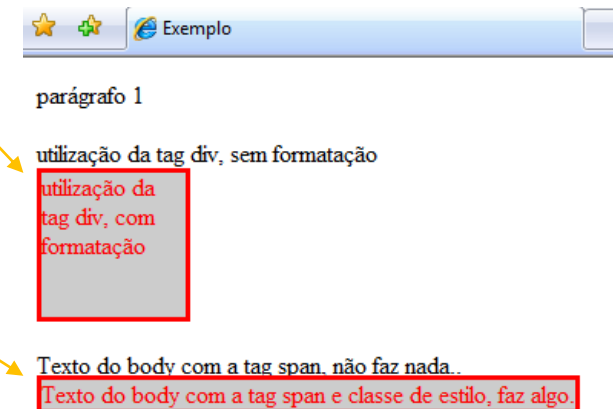 Exemplo
parágrafo 1
utilização da tag div, sem formatação
utilização da
tag div, com
formatação
Texto do body com a tag span, não faz nada..
Texto do body com a tag span e classe de estilo, faz algo.